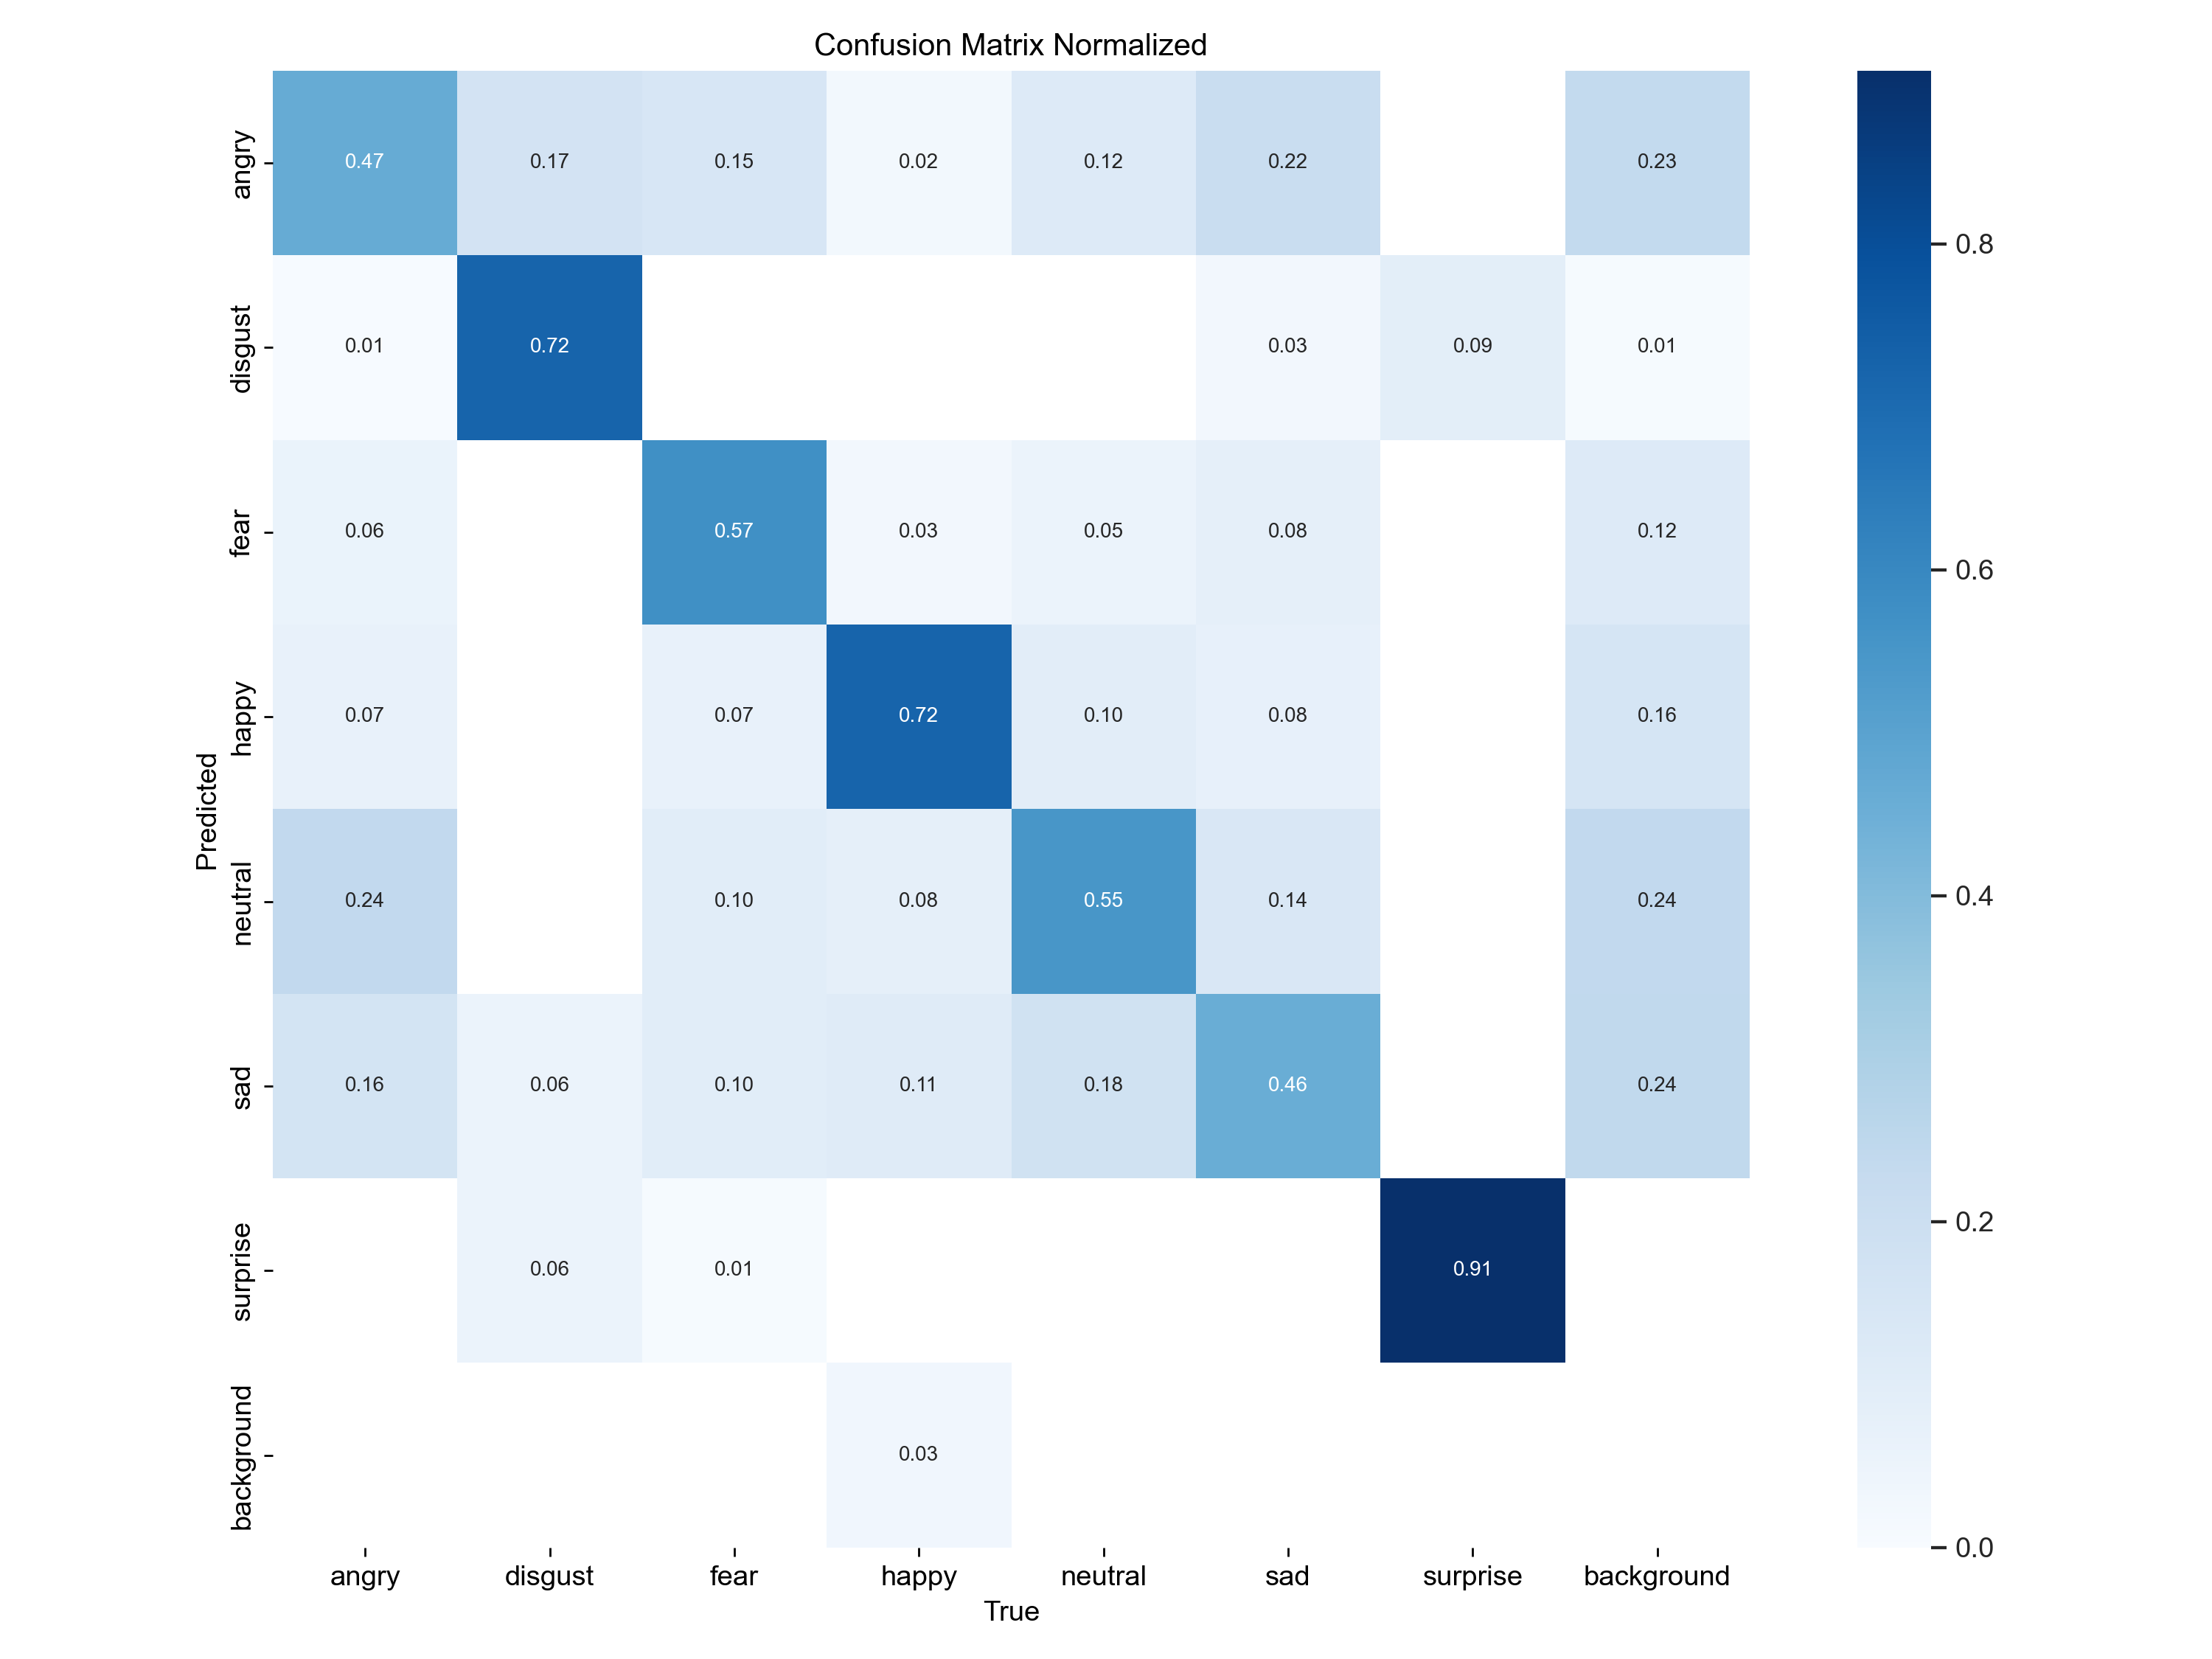 Confusion Matrix Normalized
angry 0.47 0.17 0.15 0.02 0.12 0.22 0.23
disgust 0.01 0.72 0.03 0.09 0.01
fear 0.06 0.57 0.03 0.05 0.08 0.12
happy 0.07 0.07 0.72 0.10 0.08 0.16
neutral 0.24 0.10 0.08 0.55 0.14 0.24
sad 0.16 0.06 0.10 0.11 0.18 0.46 0.24
surprise 0.06 0.01 0.91
background 0.03
Predicted
angry disgust fear happy neutral sad surprise background
True
0.8
0.6
0.4
0.2
0.0